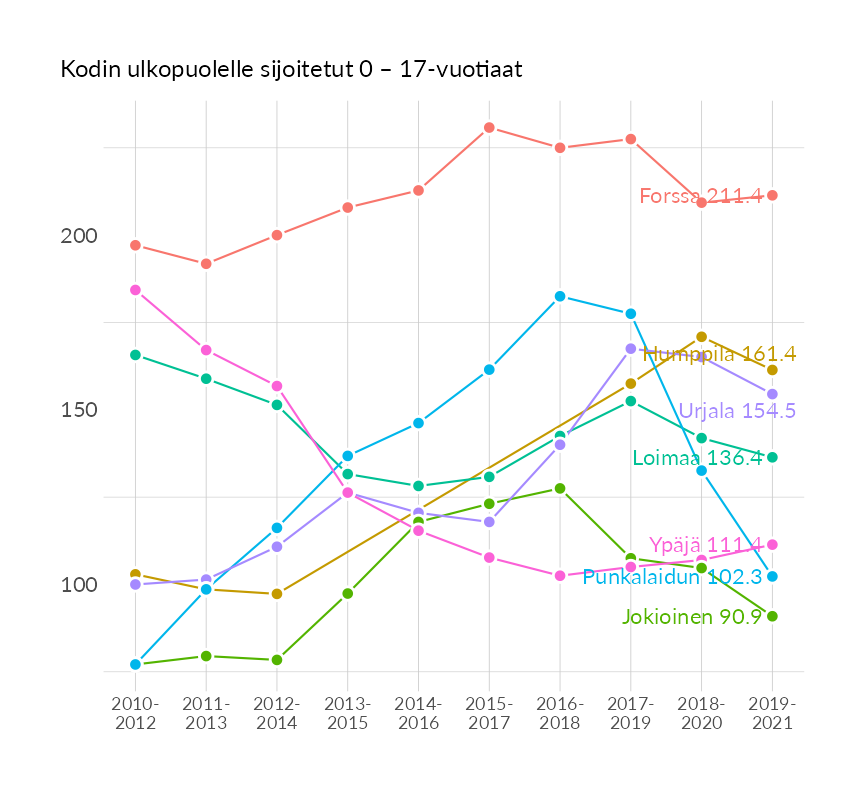 Kodin ulkopuolelle sijoitetut 0 – 17-vuotiaat
Forssa 211.4
200
Humppila 161.4
150
Urjala 154.5
Loimaa 136.4
Ypäjä 111.4
100
Punkalaidun 102.3
Jokioinen 90.9
2010- 2011- 2012- 2013- 2014- 2015- 2016- 2017- 2018- 2019-
2012 2013 2014 2015 2016 2017 2018 2019 2020 2021